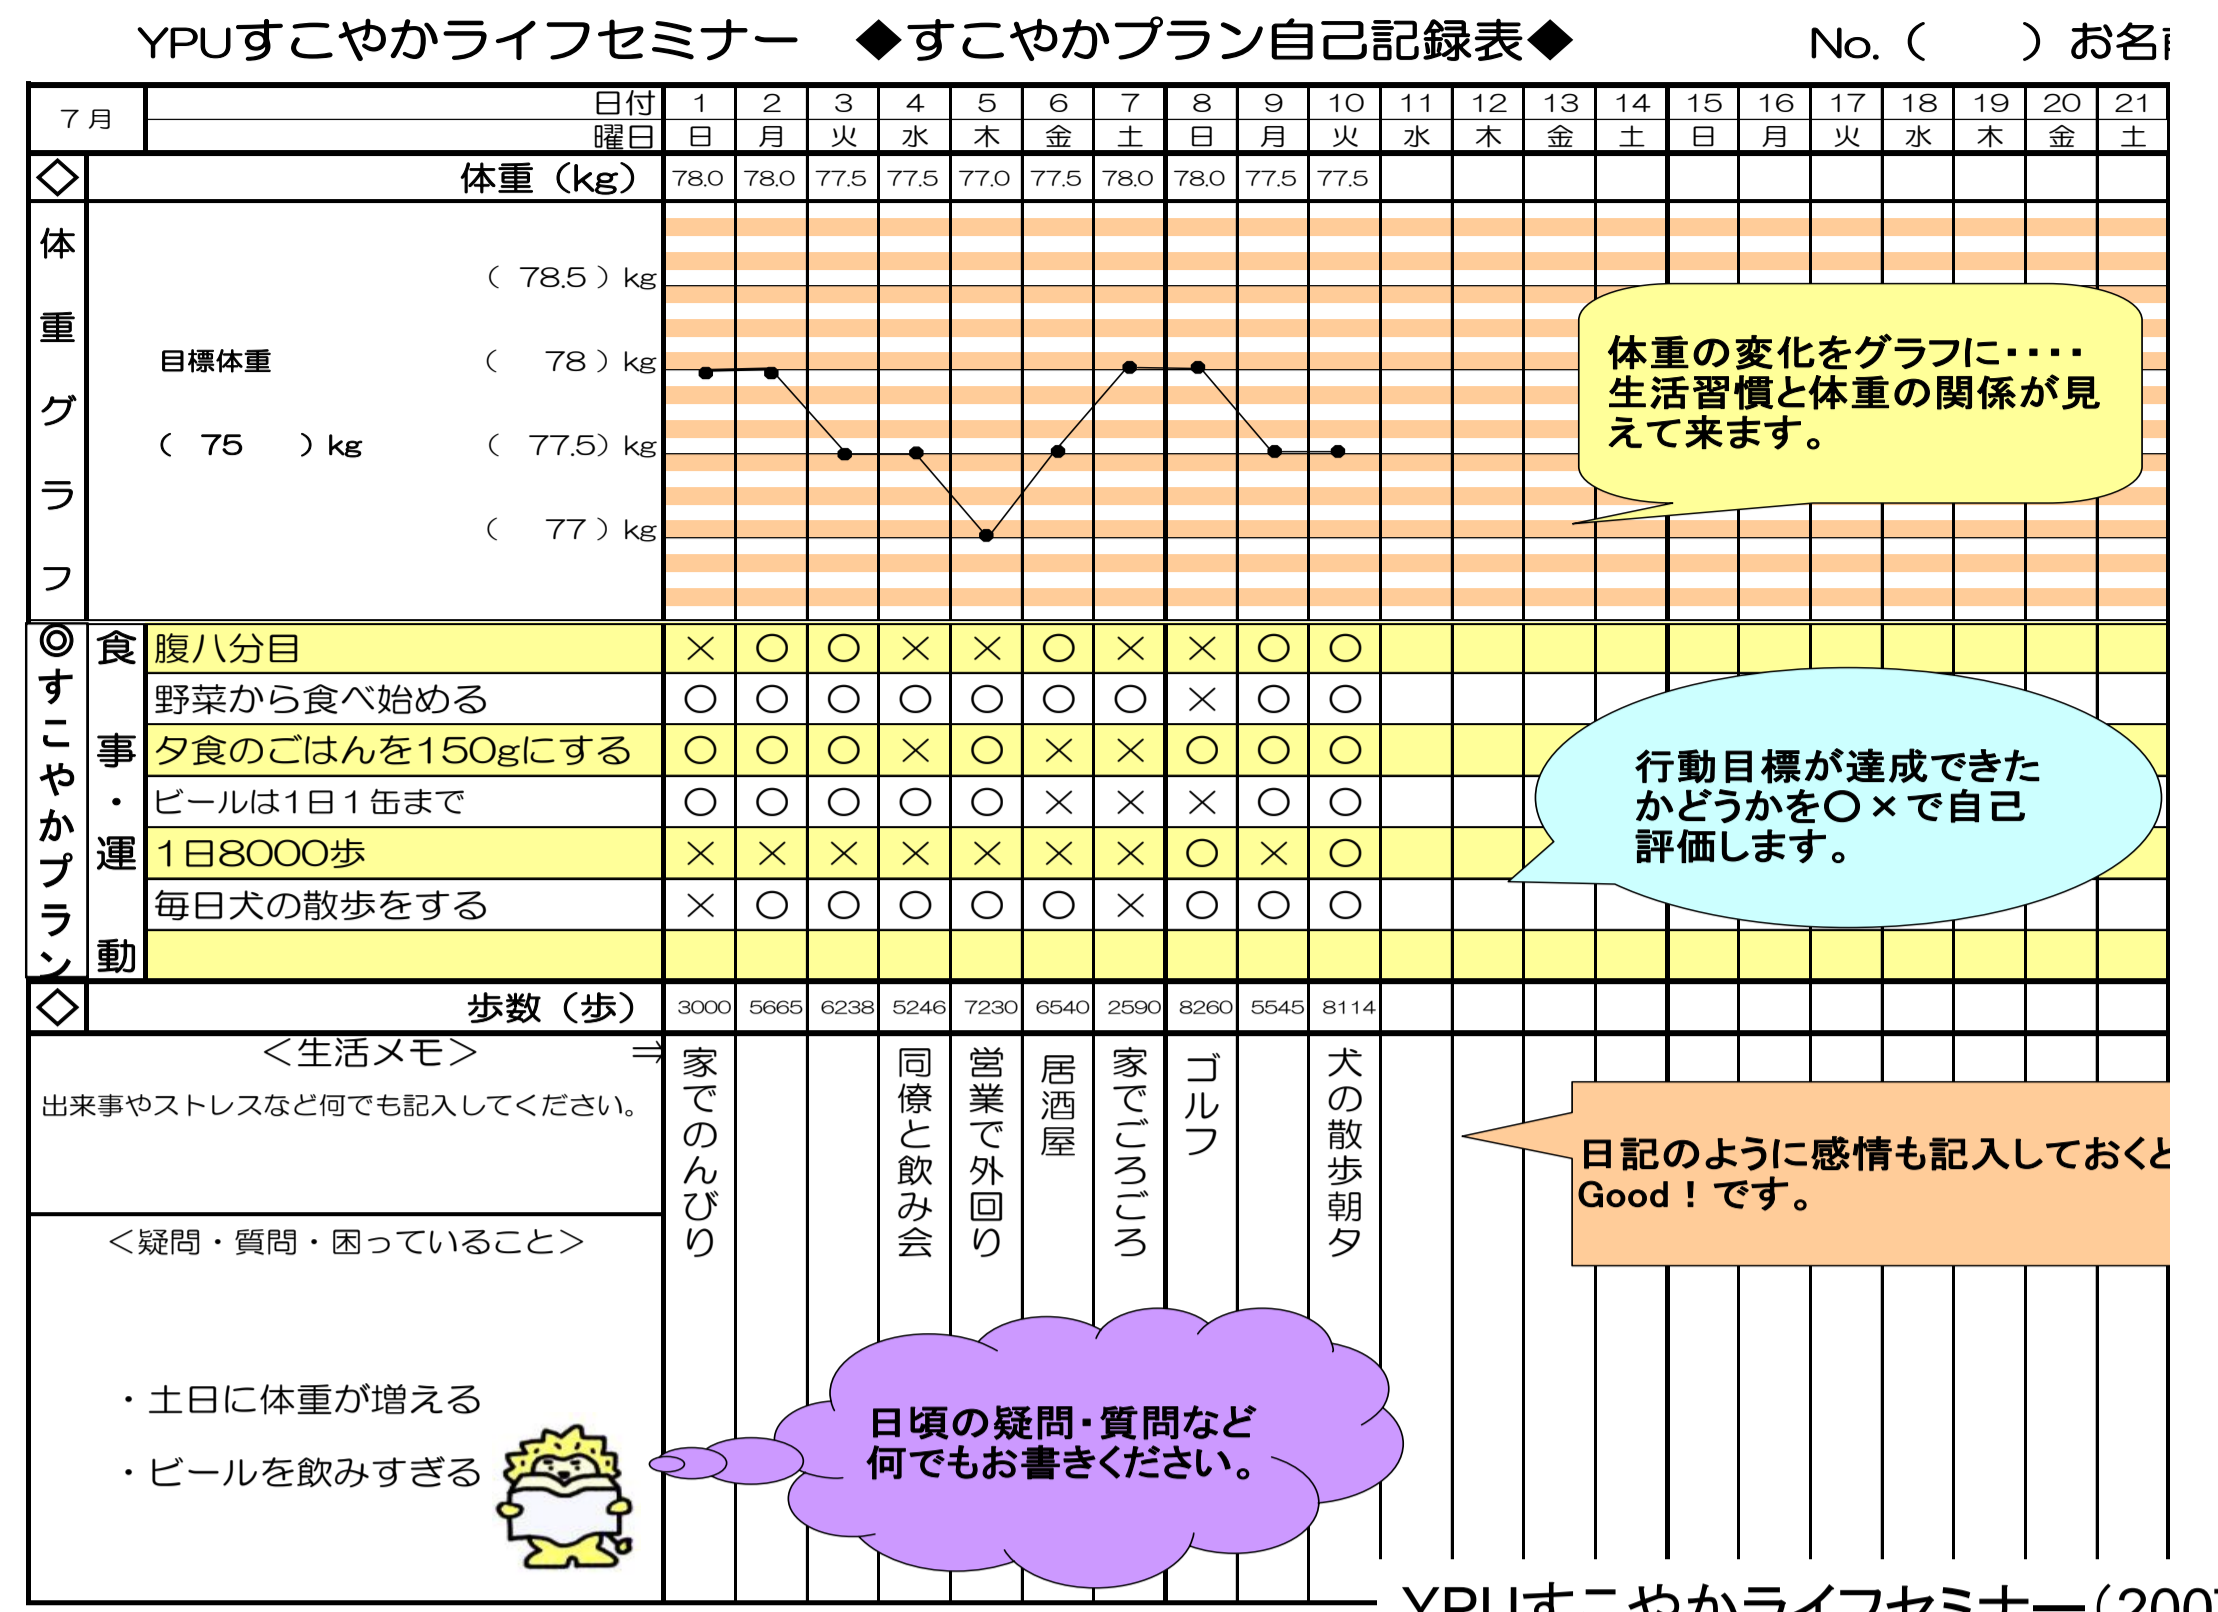 YPUすこやかライフセミナー ◆すこやかプラン自己記録表◆ No.（ ）お名
7月 日付 1 2 3 4 5 6 7 8 9 10 11 12 13 14 15 16 17 18 19 20 21
曜日 日 月 火 水 木 金 土 日 月 火 水 木 金 土 日 月 火 水 木 金 土
◇ 体重（kg） 78.0 78.0 77.5 77.5 77.0 77.5 78.0 78.0 77.5 77.5
体重グラフ
（ 78.5 ）kg
目標体重 （ 78 ）kg
（ 75 ）kg （ 77.5）kg
（ 77 ）kg
体重の変化をグラフに・・・・
生活習慣と体重の関係が見
えて来ます。
◎すこやかプラン
食事・運動
腹八分目 × ○ ○ × × ○ × × ○ ○
野菜から食べ始める ○ ○ ○ ○ ○ ○ ○ × ○ ○
夕食のごはんを150gにする ○ ○ ○ × ○ × × ○ ○ ○
ビールは1日1缶まで ○ ○ ○ ○ ○ × × × ○ ○
1日8000歩 × × × × × × × ○ × ○
毎日犬の散歩をする × ○ ○ ○ ○ ○ × ○ ○ ○
行動目標が達成できた
かどうかを〇×で自己
評価します。
◇ 歩数（歩） 3000 5665 6238 5246 7230 6540 2590 8260 5545 8114
＜生活メモ＞ ⇒
出来事やストレスなど何でも記入してください。
家でのんびり
同僚と飲み会
営業で外回り
居酒屋
家でごろごろ
ゴルフ
犬の散歩朝夕
日記のように感情も記入しておくと
Good！です。
＜疑問・質問・困っていること＞
・土日に体重が増える
・ビールを飲みすぎる
日頃の疑問・質問など
何でもお書きください。
YPUすこやかライフセミナー（200